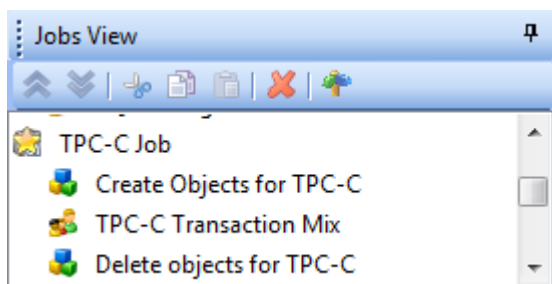 Jobs View
TPC-C Job
Create Objects for TPC-C
TPC-C Transaction Mix
Delete objects for TPC-C